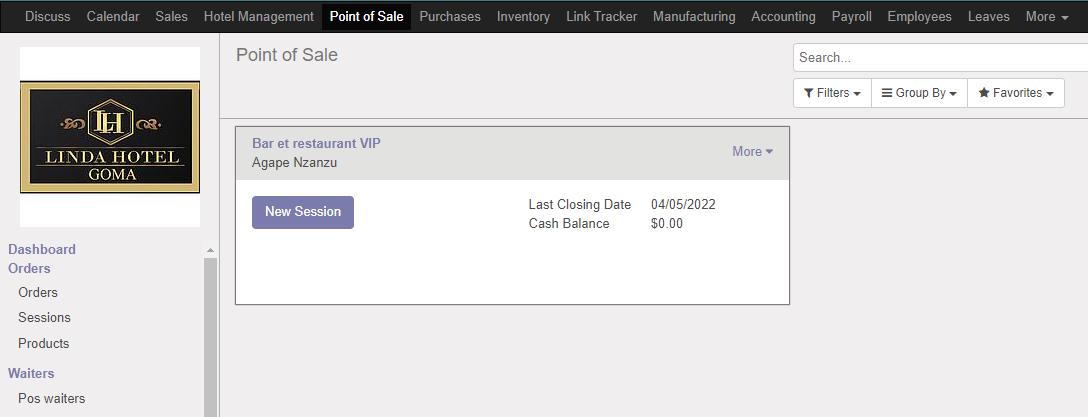 Discuss Calendar Sales Hotel Management Point of Sale Purchases Inventory Link Tracker Manufacturing Accounting Payroll Employees Leaves More
Point of Sale
Search...
Filters Group By Favorites
LH
LINDA HOTEL
GOMA
Bar et restaurant VIP
Agape Nzanzu
More
New Session
Last Closing Date 04/05/2022
Cash Balance $0.00
Dashboard
Orders
Orders
Sessions
Products
Waiters
Pos waiters